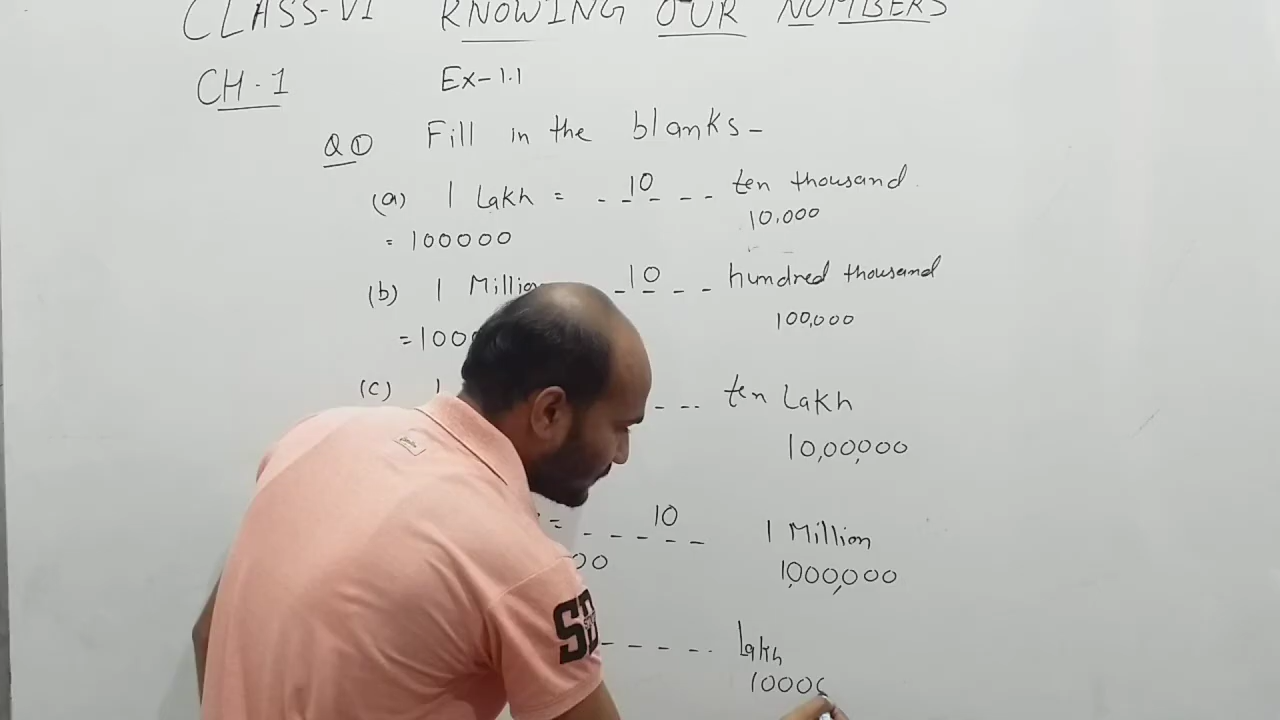 CLASS-VI KNOWING OUR NUMBERS
CH-1 Ex-1.1
Q① Fill in the blanks-
(a) 1 Lakh = - - 10 - - - ten thousand
= 100000 10,000
(b) 1 Million - 10 - - - hundred thousand
= 100 100,000
(c) 1 - - - ten Lakh
10,00,000
= - - - 10 - - 1 Million
00 1,000,000
- - - - - Lakh
1000